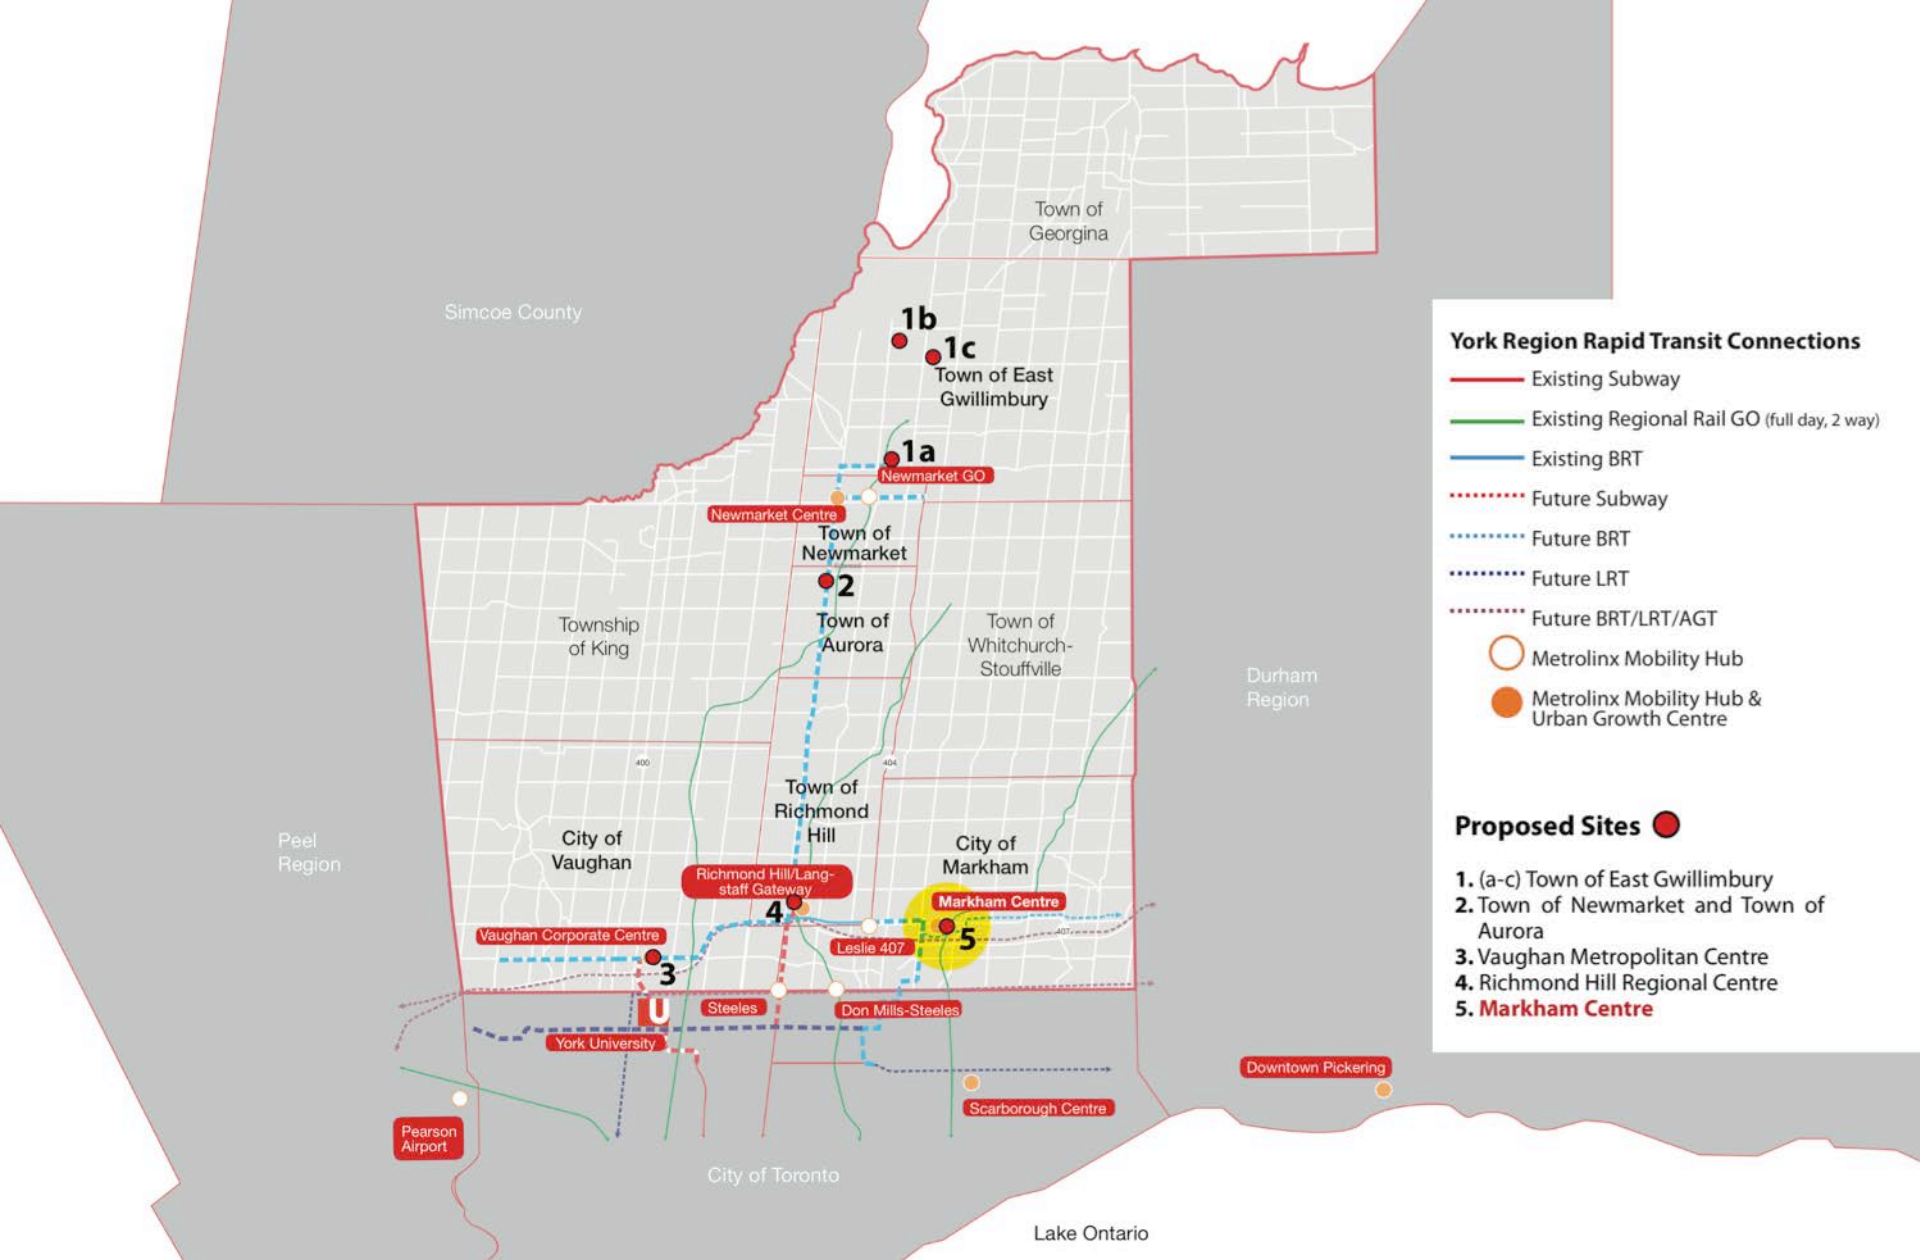 Town of
Georgina
Simcoe County
1b
1c
Town of East
Gwillimbury
1a
Newmarket GO
Newmarket Centre
Town of
Newmarket
2
Town of
Aurora
Township
of King
Town of
Whitchurch-
Stouffville
Durham
Region
400
404
Town of
Richmond
Hill
Peel
Region
City of
Vaughan
City of
Markham
Richmond Hill/Lang-
staff Gateway
4
Markham Centre
5
407
Vaughan Corporate Centre
Leslie 407
3
U
Steeles
Don Mills-Steeles
York University
Downtown Pickering
Scarborough Centre
Pearson
Airport
City of Toronto
Lake Ontario
York Region Rapid Transit Connections
Existing Subway
Existing Regional Rail GO (full day, 2 way)
Existing BRT
Future Subway
Future BRT
Future LRT
Future BRT/LRT/AGT
Metrolinx Mobility Hub
Metrolinx Mobility Hub &
Urban Growth Centre
Proposed Sites
1. (a-c) Town of East Gwillimbury
2. Town of Newmarket and Town of
Aurora
3. Vaughan Metropolitan Centre
4. Richmond Hill Regional Centre
5. Markham Centre